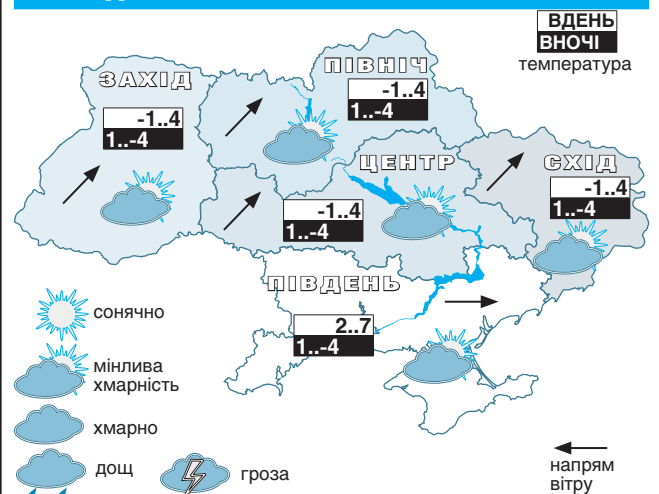 ВДЕНЬ
ВНОЧІ
температура
ЗАХІД
-1..4
1..-4
ПІВНІЧ
-1..4
1..-4
ЦЕНТР
-1..4
1..-4
СХІД
-1..4
1..-4
ПІВДЕНЬ
2..7
1..-4
сонячно
мінлива
хмарність
хмарно
дощ
гроза
напрям
вітру